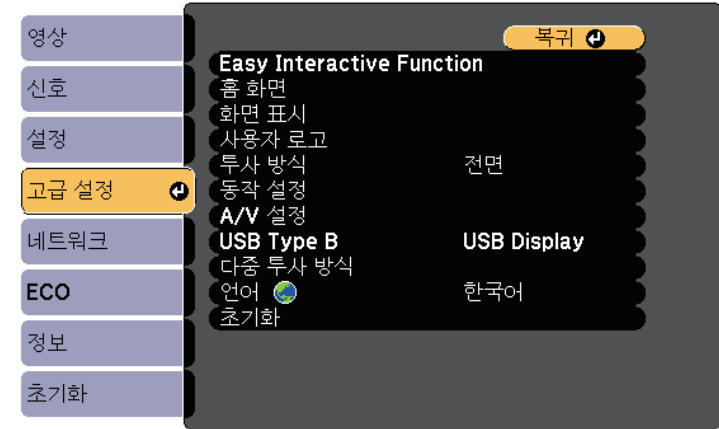 영상
신호
설정
고급 설정
네트워크
ECO
정보
초기화
복귀
Easy Interactive Function
홈 화면
화면 표시
사용자 로고
투사 방식 전면
동작 설정
A/V 설정
USB Type B USB Display
다중 투사 방식
언어 한국어
초기화